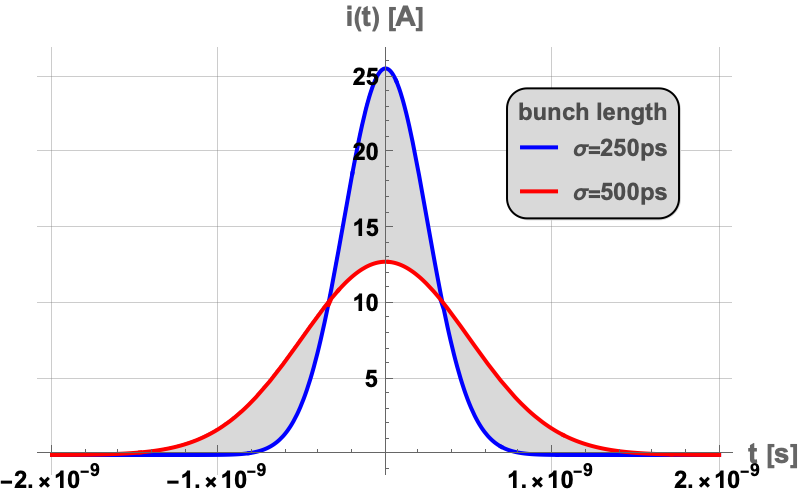 i(t) [A]
25
bunch length
σ=250ps
20
σ=500ps
15
10
5
t [s]
-2.×10-9
-1.×10-9
1.×10-9
2.×10-9